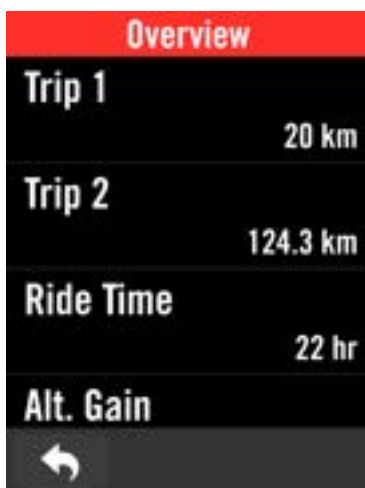 Overview
Trip 1
20 km
Trip 2
124.3 km
Ride Time
22 hr
Alt. Gain